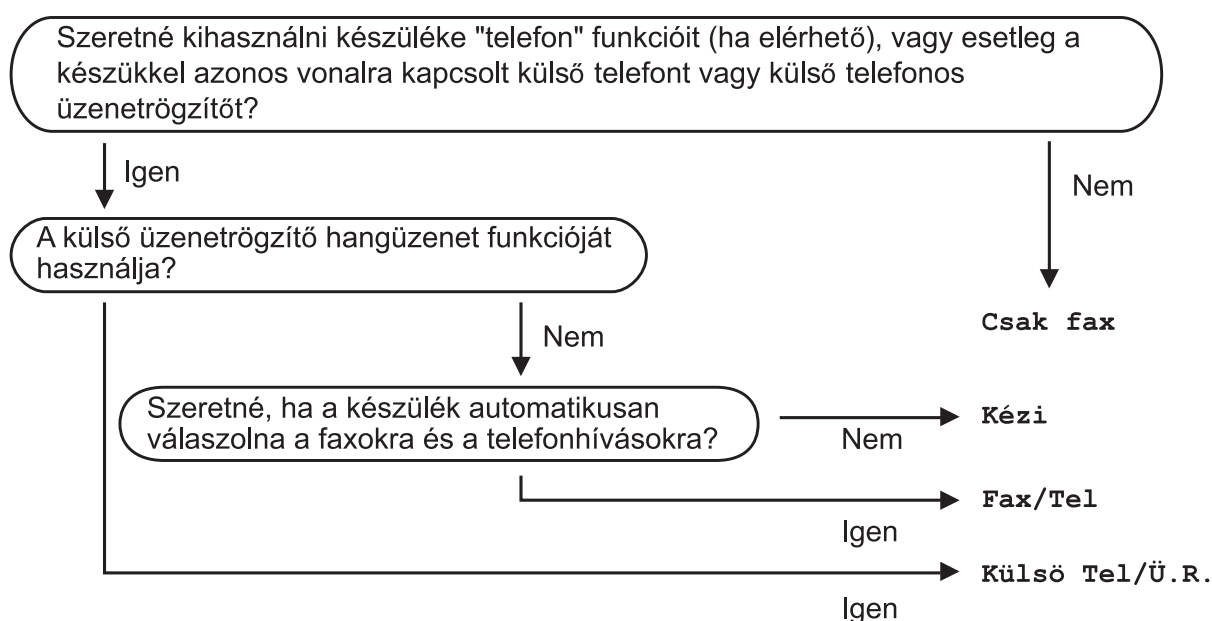 Szeretné kihasználni készüléke "telefon" funkcióit (ha elérhető), vagy esetleg a
készükkel azonos vonalra kapcsolt külső telefont vagy külső telefonos
üzenetrögzítőt?
Igen
Nem
A külső üzenetrögzítő hangüzenet funkcióját
használja?
Csak fax
Nem
Szeretné, ha a készülék automatikusan
válaszolna a faxokra és a telefonhívásokra?
Kézi
Nem
Fax/Tel
Igen
Külsö Tel/Ü.R.
Igen